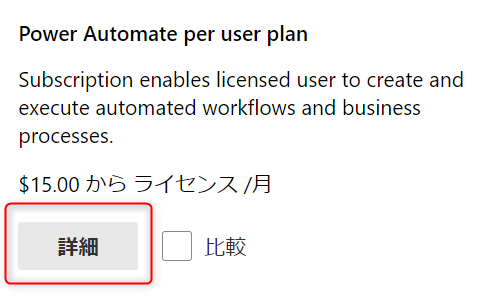 Power Automate per user plan
Subscription enables licensed user to create and
execute automated workflows and business
processes.
$15.00 から ライセンス /月
詳細
比較